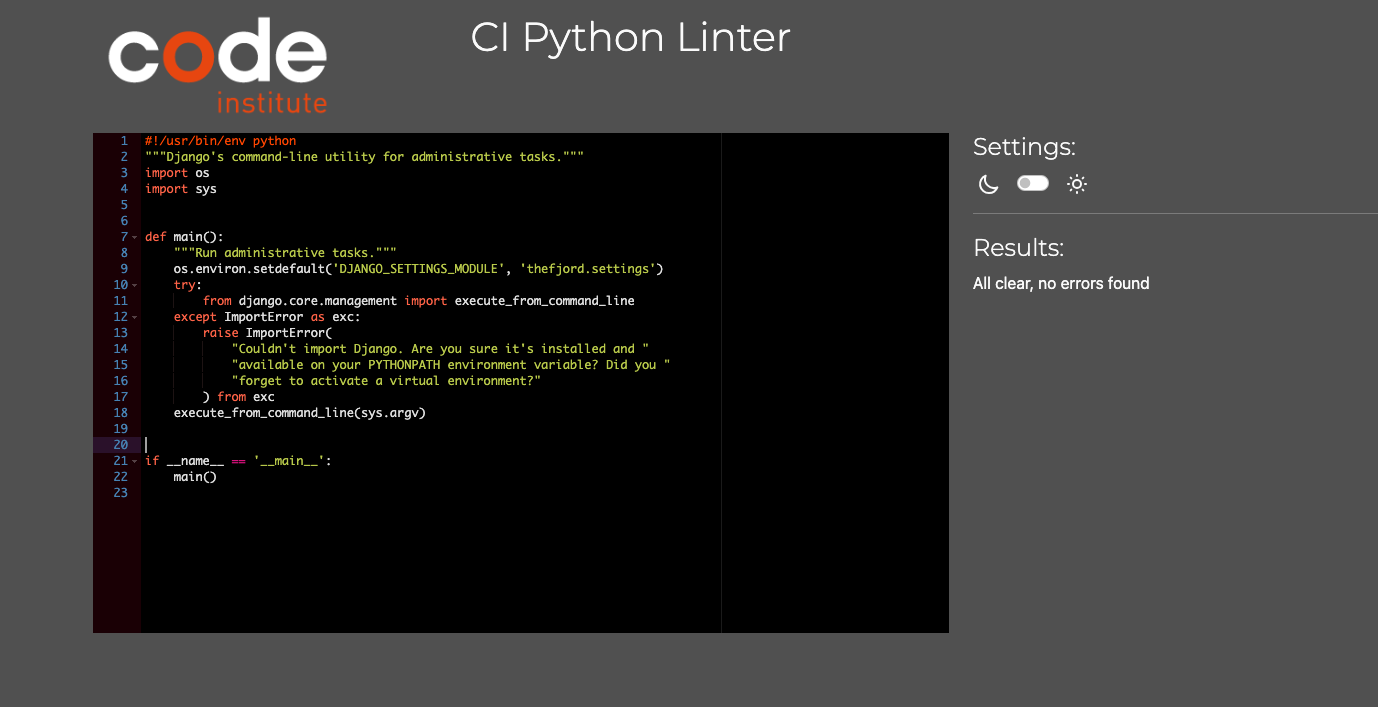 code
institute
CI Python Linter
1 #!/usr/bin/env python
2 """Django's command-line utility for administrative tasks."""
3 import os
4 import sys
5
6
7 def main():
8     """Run administrative tasks."""
9     os.environ.setdefault('DJANGO_SETTINGS_MODULE', 'thefjord.settings')
10     try:
11         from django.core.management import execute_from_command_line
12     except ImportError as exc:
13         raise ImportError(
14             "Couldn't import Django. Are you sure it's installed and "
15             "available on your PYTHONPATH environment variable? Did you "
16             "forget to activate a virtual environment?"
17         ) from exc
18     execute_from_command_line(sys.argv)
19
20
21 if __name__ == '__main__':
22     main()
23
Settings:
Results:
All clear, no errors found